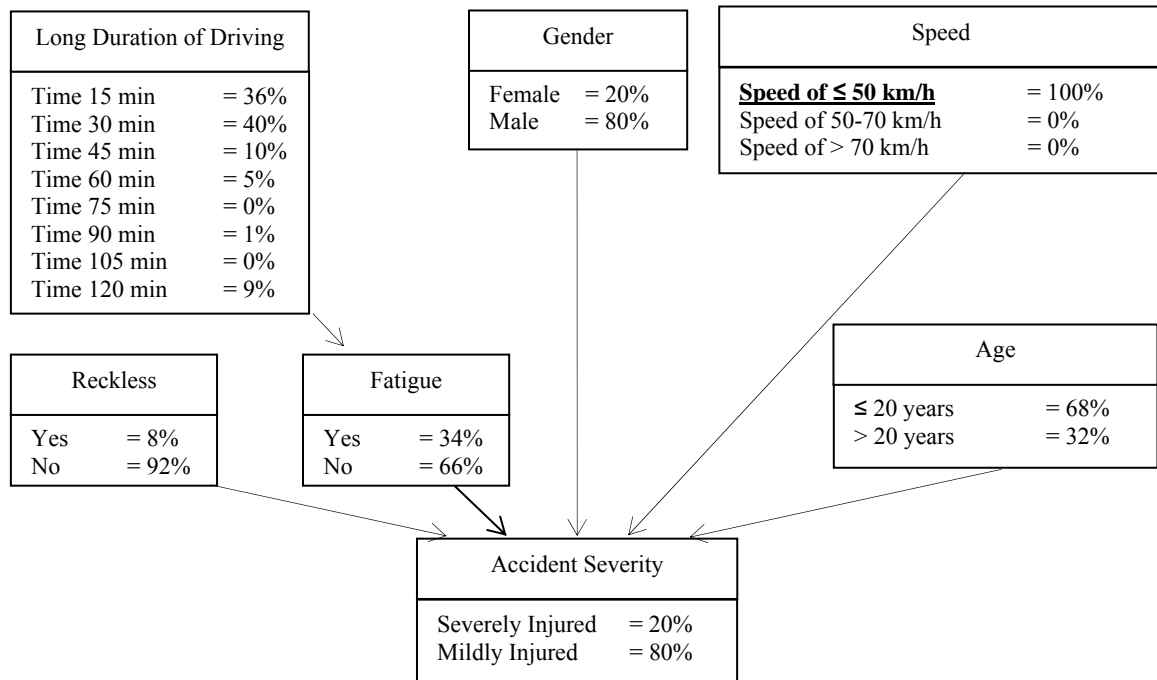 Long Duration of Driving
Time 15 min = 36%
Time 30 min = 40%
Time 45 min = 10%
Time 60 min = 5%
Time 75 min = 0%
Time 90 min = 1%
Time 105 min = 0%
Time 120 min = 9%
Gender
Female = 20%
Male = 80%
Speed
Speed of ≤ 50 km/h = 100%
Speed of 50-70 km/h = 0%
Speed of > 70 km/h = 0%
Reckless
Yes = 8%
No = 92%
Fatigue
Yes = 34%
No = 66%
Age
≤ 20 years = 68%
> 20 years = 32%
Accident Severity
Severely Injured = 20%
Mildly Injured = 80%